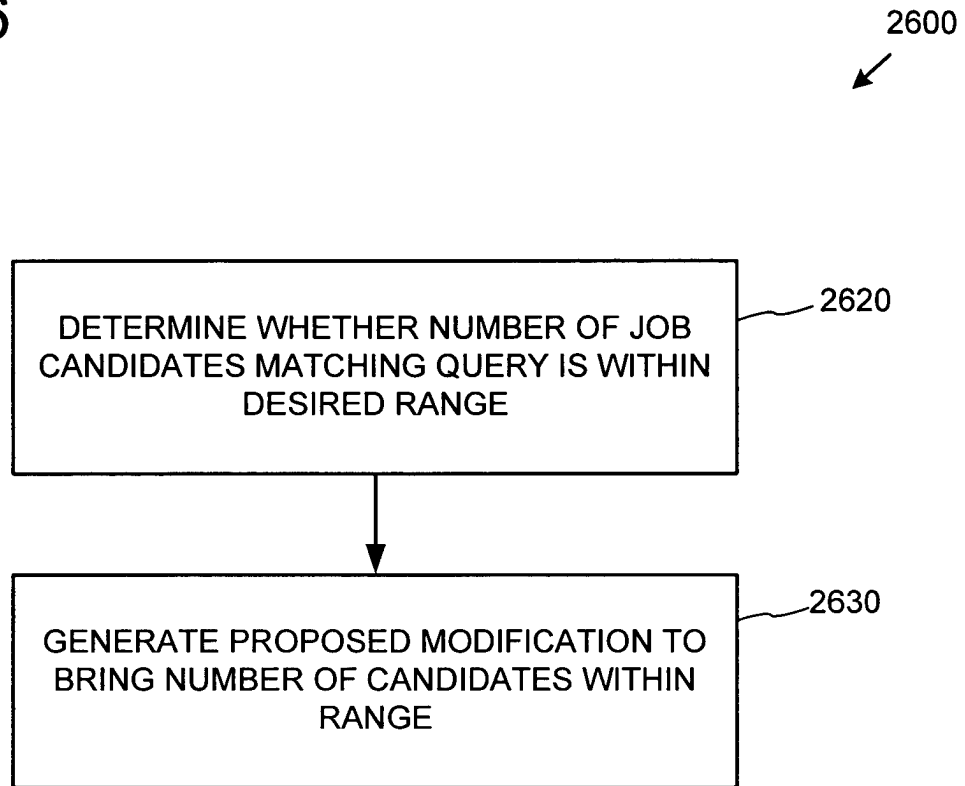 2600
DETERMINE WHETHER NUMBER OF JOB
CANDIDATES MATCHING QUERY IS WITHIN
DESIRED RANGE
2620
GENERATE PROPOSED MODIFICATION TO
BRING NUMBER OF CANDIDATES WITHIN
RANGE
2630